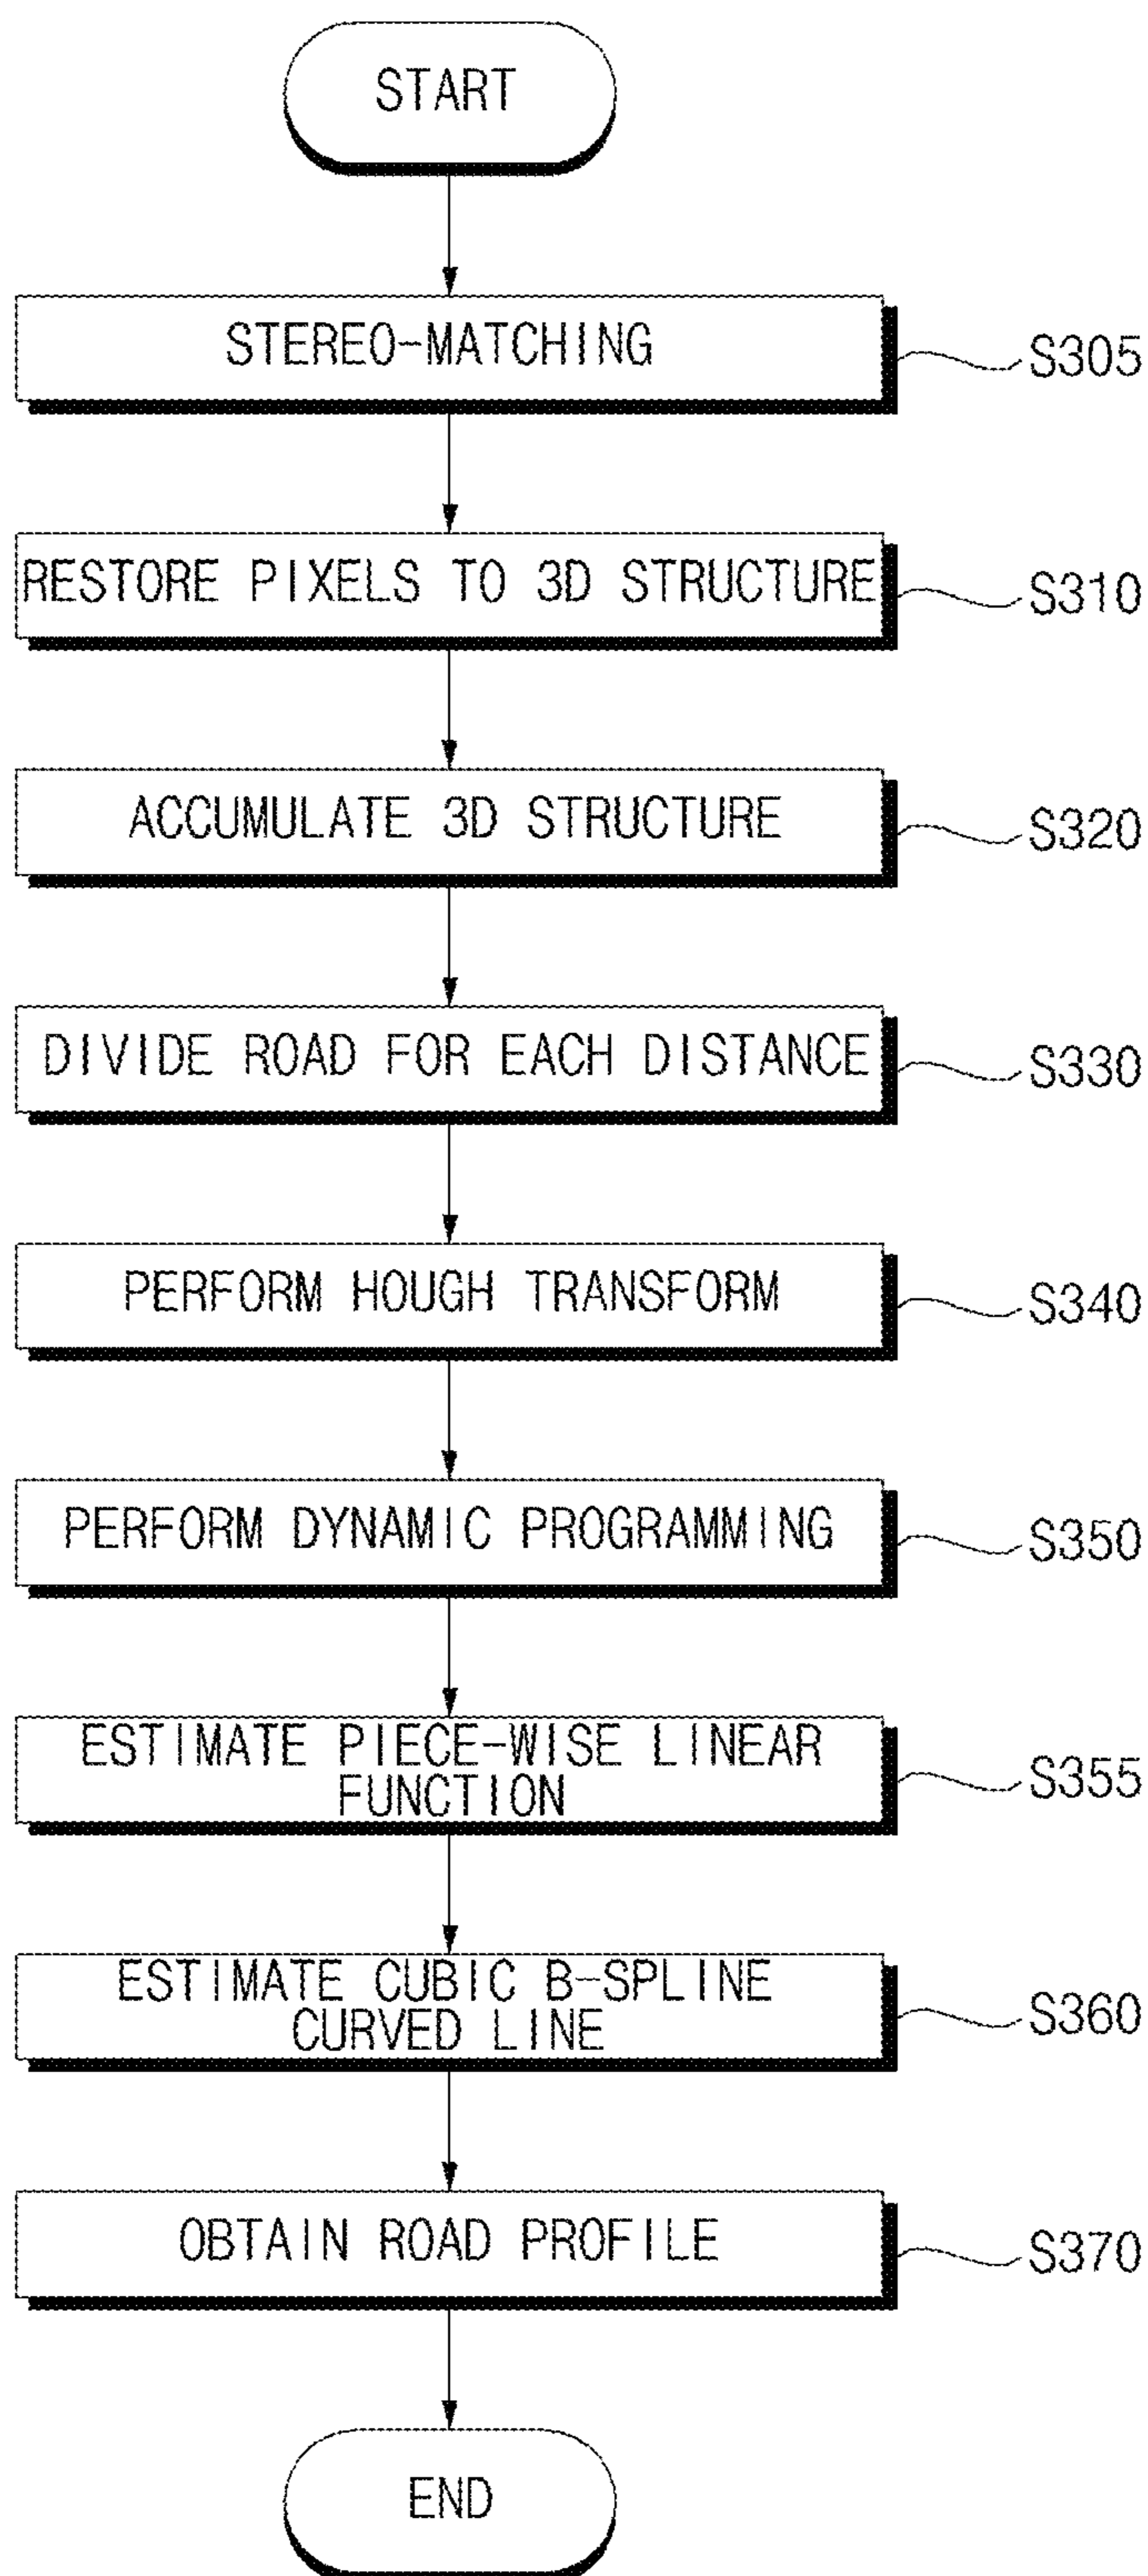 START
STEREO-MATCHING
S305
RESTORE PIXELS TO 3D STRUCTURE
S310
ACCUMULATE 3D STRUCTURE
S320
DIVIDE ROAD FOR EACH DISTANCE
S330
PERFORM HOUGH TRANSFORM
S340
PERFORM DYNAMIC PROGRAMMING
S350
ESTIMATE PIECE-WISE LINEAR
FUNCTION
S355
ESTIMATE CUBIC B-SPLINE
CURVED LINE
S360
OBTAIN ROAD PROFILE
S370
END